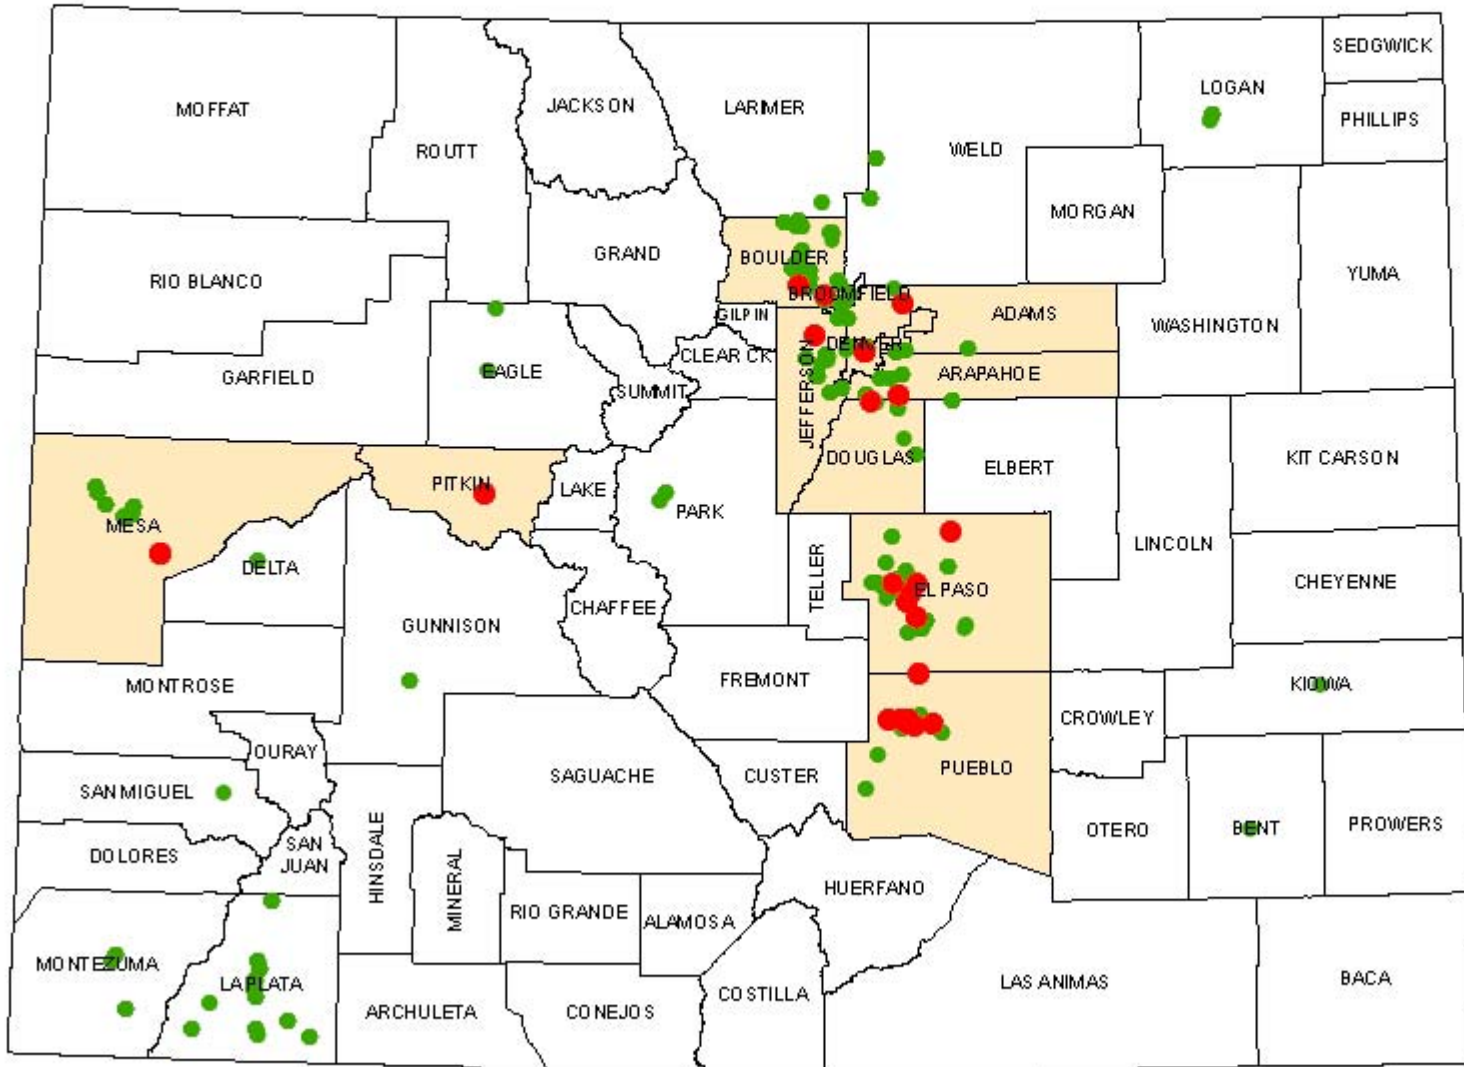 SEDGWICK
LOGAN
MOFFAT
JACKSON
LARIMER
PHILLIPS
ROUTT
WELD
MORGAN
GRAND
BOULDER
RIO BLANCO
YUMA
BROOMFIELD
GILPIN
ADAMS
WASHINGTON
DENVER
CLEAR CK
EAGLE
GARFIELD
ARAPAHOE
SUMMIT
JEFFERSON
DOUGLAS
ELBERT
KIT CARSON
PITKIN
LAKE
PARK
MESA
LINCOLN
DELTA
TELLER
EL PASO
CHEYENNE
CHAFFEE
GUNNISON
FREMONT
MONTROSE
KIOWA
CROWLEY
OURAY
SAGUACHE
CUSTER
PUEBLO
SAN MIGUEL
OTERO
BENT
PROWERS
DOLORES
SAN
JUAN
HINSDALE
MINERAL
HUERFANO
RIO GRANDE
ALAMOSA
MONTEZUMA
LA PLATA
COSTILLA
LAS ANIMAS
BACA
ARCHULETA
CONEJOS